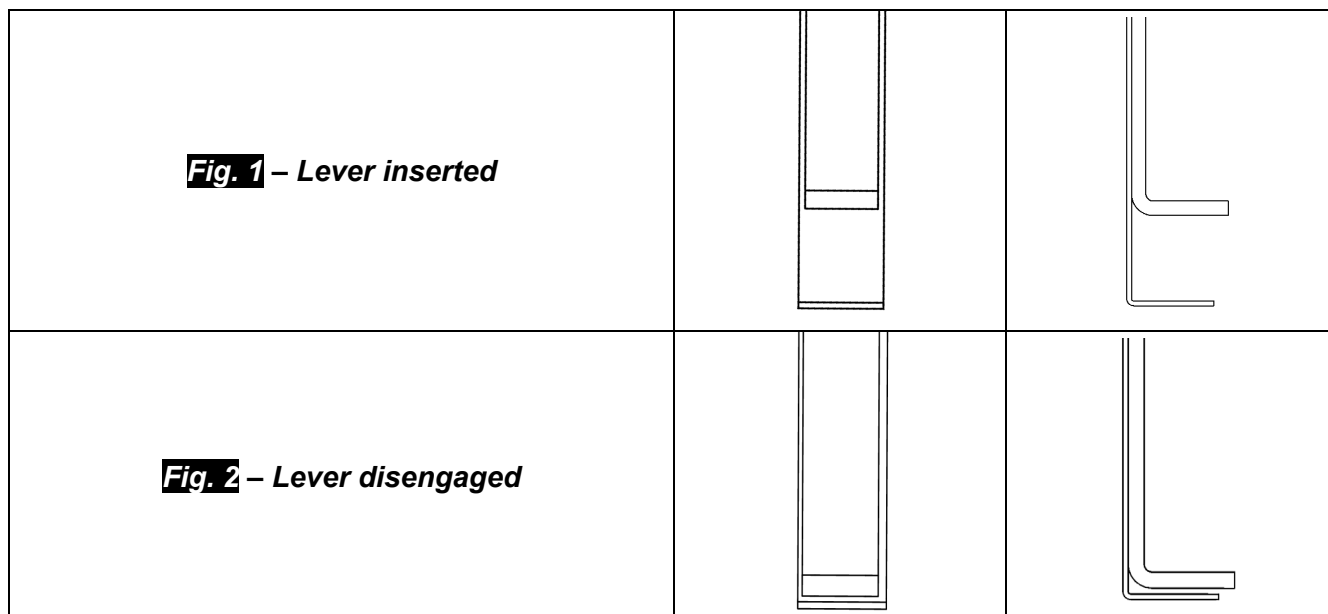 Fig. 1 – Lever inserted
Fig. 2 – Lever disengaged